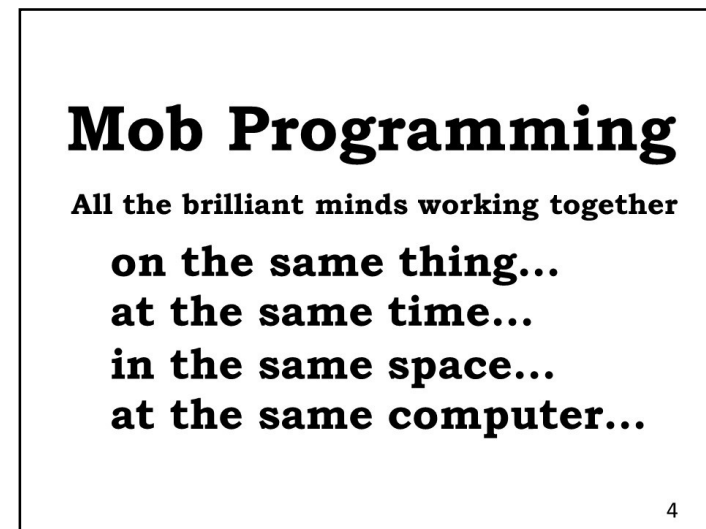 Mob Programming
All the brilliant minds working together
on the same thing...
at the same time...
in the same space...
at the same computer...
4